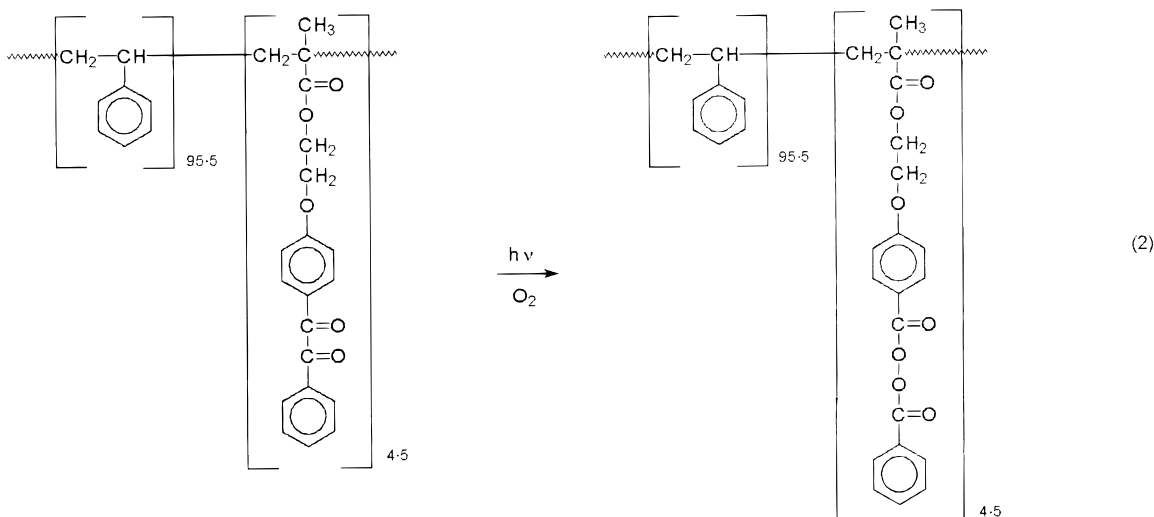 CH₃
CH₂—CH
CH₂—C
C=O
O
95·5
CH₂
CH₂
O
C=O
C=O
4·5
h ν
O₂
CH₃
CH₂—CH
CH₂—C
C=O
O
95·5
CH₂
CH₂
O
C=O
O
O
C=O
4·5
(2)